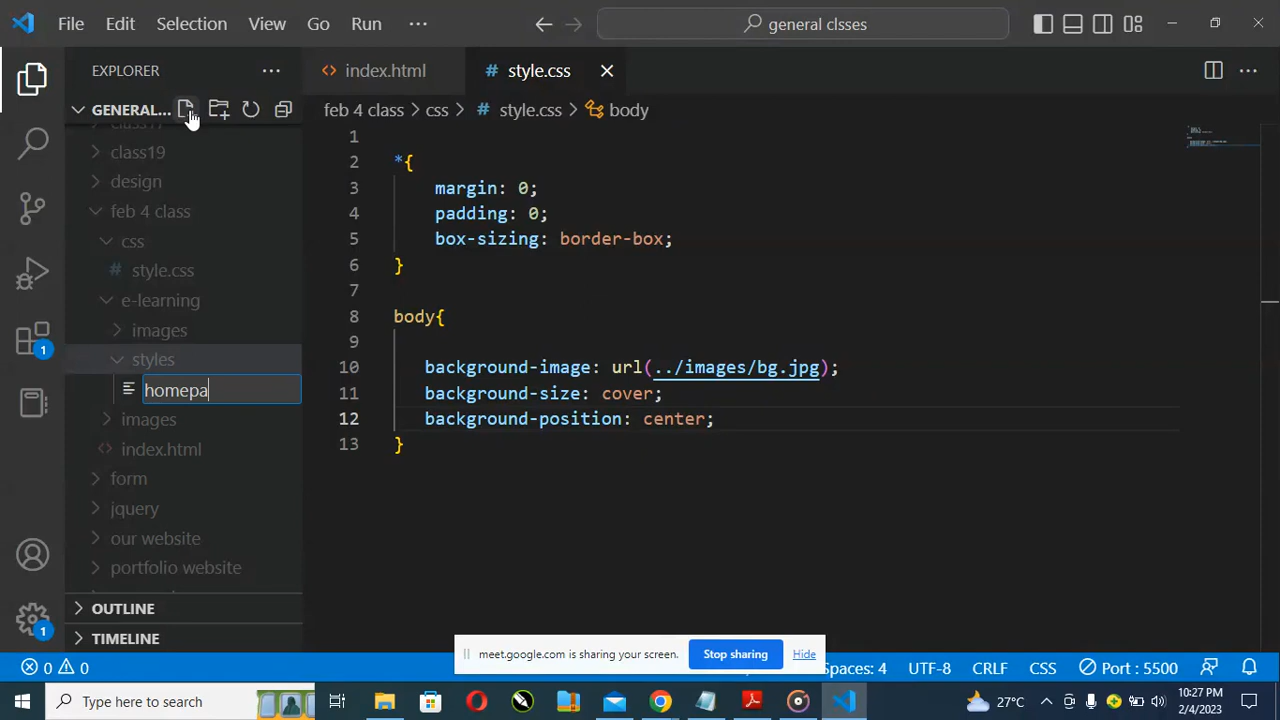 File Edit Selection View Go Run ··· general clsses
EXPLORER ···
GENERAL...
class19
design
feb 4 class
css
# style.css
e-learning
images
styles
homepa
images
<> index.html
form
jquery
our website
portfolio website
OUTLINE
TIMELINE
<> index.html # style.css ×
feb 4 class > css > # style.css > body
1
2 *{
3 margin: 0;
4 padding: 0;
5 box-sizing: border-box;
6 }
7
8 body{
9
10 background-image: url(../images/bg.jpg);
11 background-size: cover;
12 background-position: center;
13 }
1
1
meet.google.com is sharing your screen. Stop sharing Hide
0 0 Spaces: 4 UTF-8 CRLF CSS Port : 5500
Type here to search 27°C 10:27 PM
2/4/2023